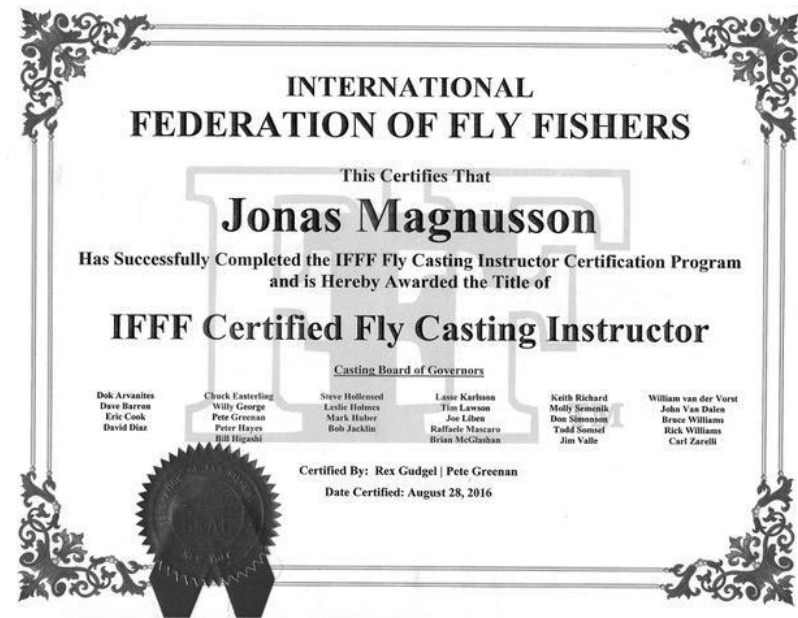 INTERNATIONAL
FEDERATION OF FLY FISHERS
This Certifies That
Jonas Magnusson
Has Successfully Completed the IFFF Fly Casting Instructor Certification Program
and is Hereby Awarded the Title of
IFFF Certified Fly Casting Instructor
Casting Board of Governors
Dok Arvanites
Dave Barron
Eric Cook
David Diaz
Chuck Easterling
Willy George
Pete Greenan
Peter Hayes
Bill Higashi
Steve Hollensed
Leslie Holmes
Mark Huber
Bob Jacklin
Lasse Karlsson
Tim Lawson
Joe Libeu
Raffaele Mascaro
Brian McGlashan
Keith Richard
Molly Semenik
Don Simonson
Todd Somsel
Jim Valle
William van der Vorst
John Van Dalen
Bruce Williams
Rick Williams
Carl Zarelli
Certified By: Rex Gudgel | Pete Greenan
Date Certified: August 28, 2016